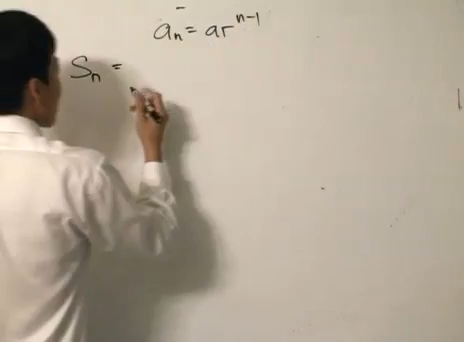 aₙ = arⁿ⁻¹
Sₙ =